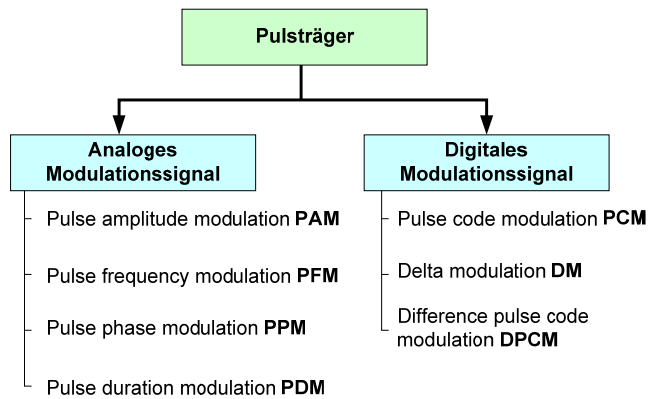 Pulsträger
Analoges
Modulationssignal
Pulse amplitude modulation PAM
Pulse frequency modulation PFM
Pulse phase modulation PPM
Pulse duration modulation PDM
Digitales
Modulationssignal
Pulse code modulation PCM
Delta modulation DM
Difference pulse code
modulation DPCM